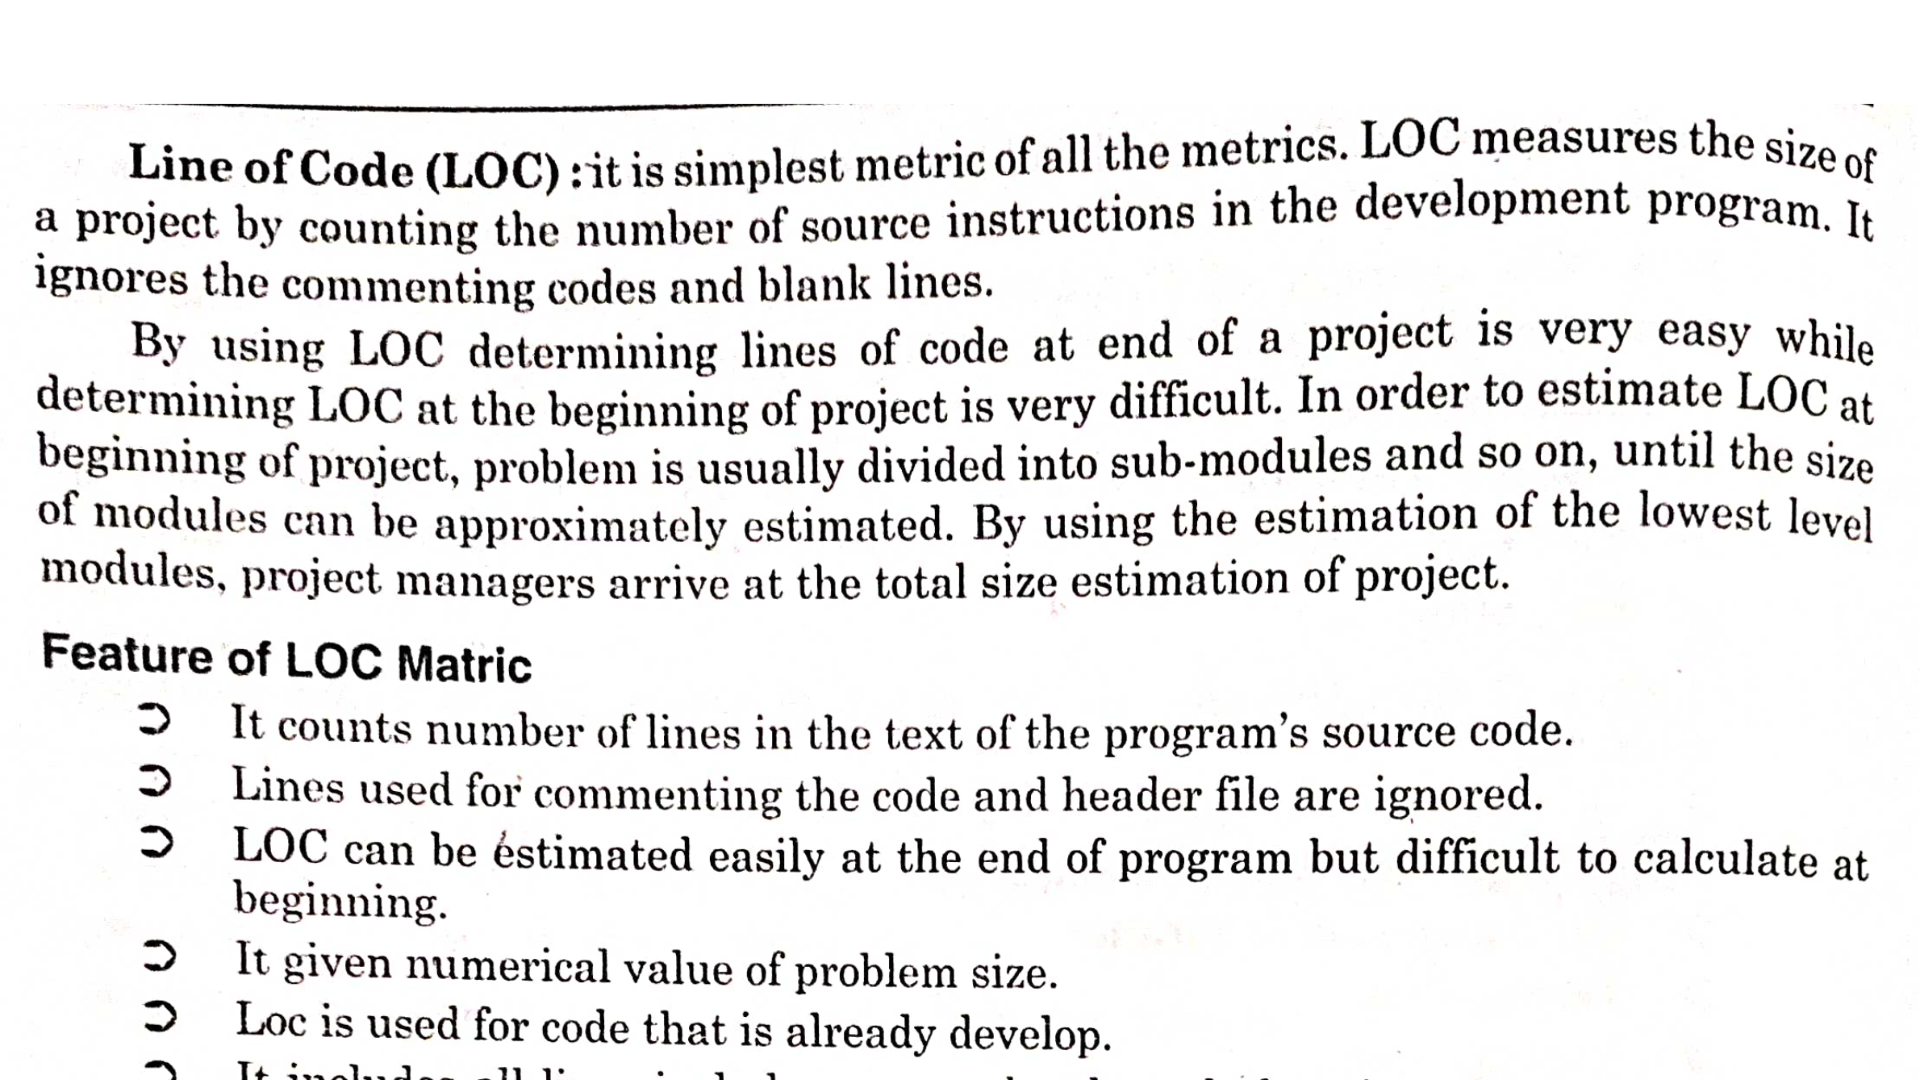 Line of Code (LOC) : it is simplest metric of all the metrics. LOC measures the size of
a project by counting the number of source instructions in the development program. It
ignores the commenting codes and blank lines.
By using LOC determining lines of code at end of a project is very easy while
determining LOC at the beginning of project is very difficult. In order to estimate LOC at
beginning of project, problem is usually divided into sub-modules and so on, until the size
of modules can be approximately estimated. By using the estimation of the lowest level
modules, project managers arrive at the total size estimation of project.
Feature of LOC Matric
➲ It counts number of lines in the text of the program's source code.
➲ Lines used for commenting the code and header file are ignored.
➲ LOC can be estimated easily at the end of program but difficult to calculate at
beginning.
➲ It given numerical value of problem size.
➲ Loc is used for code that is already develop.
It includes all